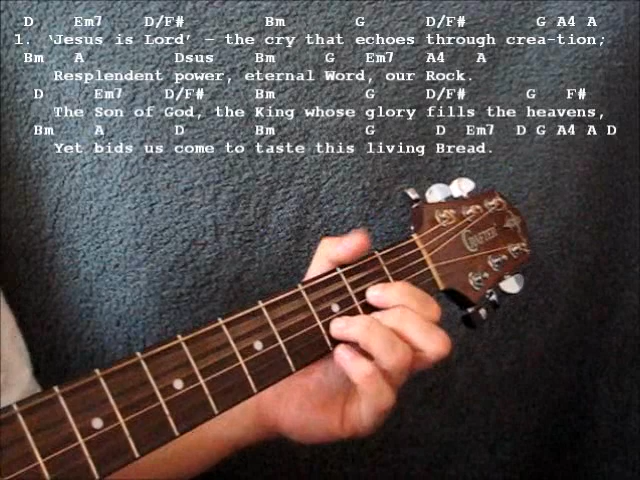 D Em7 D/F# Bm G D/F# G A4 A
1. ‘Jesus is Lord’ – the cry that echoes through crea-tion;
Bm A Dsus Bm G Em7 A4 A
Resplendent power, eternal Word, our Rock.
D Em7 D/F# Bm G D/F# G F#
The Son of God, the King whose glory fills the heavens,
Bm A D Bm G D Em7 D G A4 A D
Yet bids us come to taste this living Bread.
Crafter